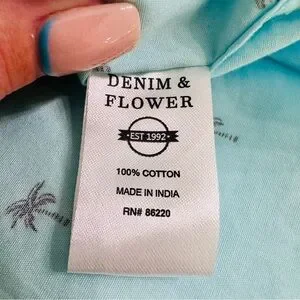 DENIM &
FLOWER
EST 1992
100% COTTON
MADE IN INDIA
RN# 86220